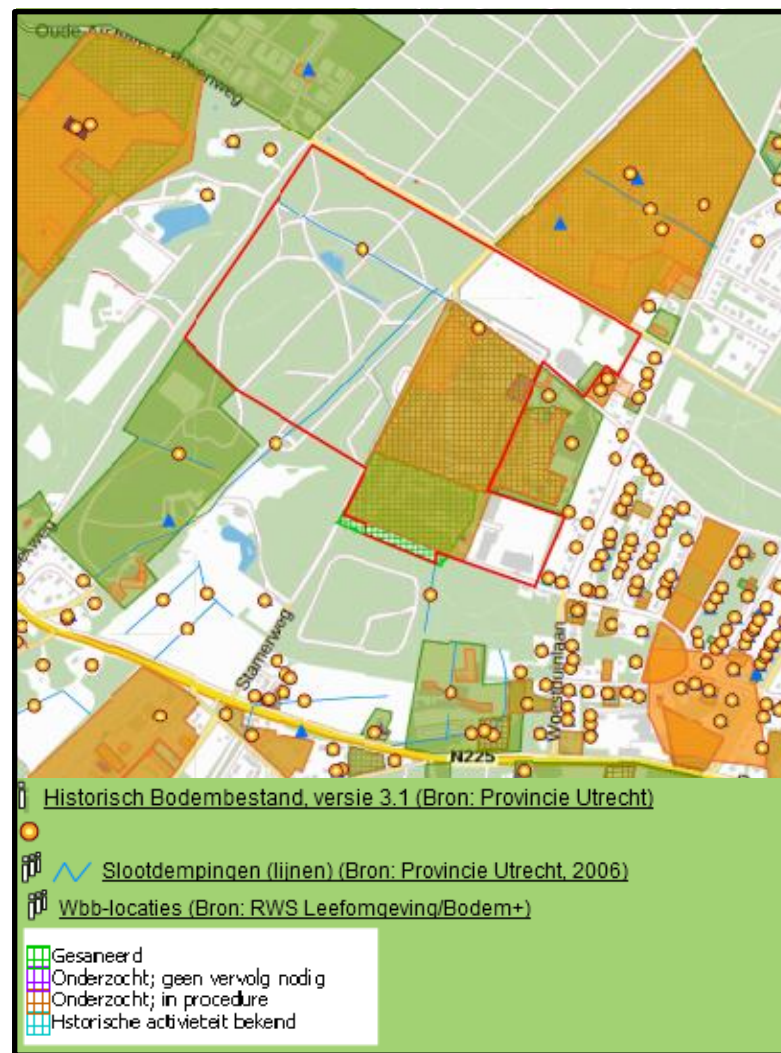 Oude
Stamerweg
Woestduinlaan
N225
Historisch Bodembestand, versie 3.1 (Bron: Provincie Utrecht)
Slootdempingen (lijnen) (Bron: Provincie Utrecht, 2006)
Wbb-locaties (Bron: RWS Leefomgeving/Bodem+)
Gesaneerd
Onderzocht; geen vervolg nodig
Onderzocht; in procedure
Hstorische activieteit bekend